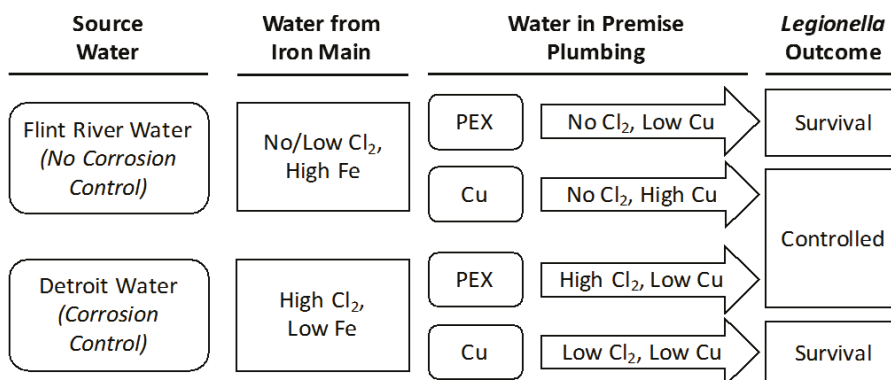 Source
Water
Water from
Iron Main
Water in Premise
Plumbing
Legionella
Outcome
Flint River Water
(No Corrosion
Control)
No/Low Cl₂,
High Fe
PEX
No Cl₂, Low Cu
Survival
Cu
No Cl₂, High Cu
Controlled
Detroit Water
(Corrosion
Control)
High Cl₂,
Low Fe
PEX
High Cl₂, Low Cu
Cu
Low Cl₂, Low Cu
Survival